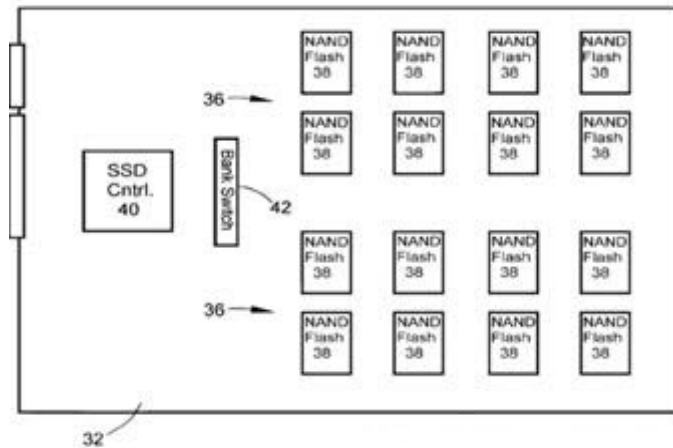 NAND NAND NAND NAND
Flash Flash Flash Flash
38 38 38 38
36
NAND NAND NAND NAND
Flash Flash Flash Flash
38 38 38 38
SSD
Cntrl.
40
Bank Switch
42
NAND NAND NAND NAND
Flash Flash Flash Flash
38 38 38 38
36
NAND NAND NAND NAND
Flash Flash Flash Flash
38 38 38 38
32